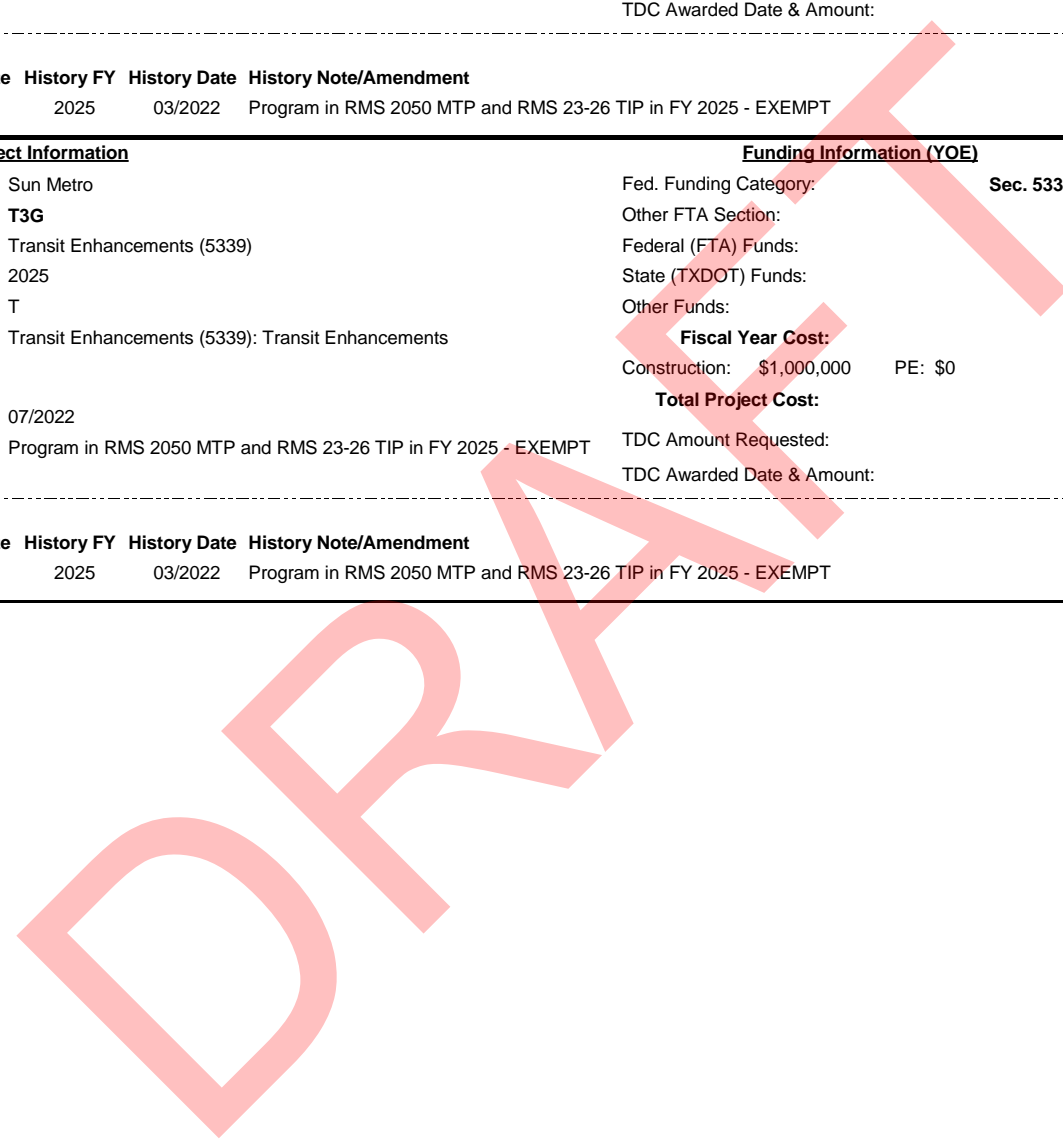 TDC Awarded Date & Amount:
e History FY History Date History Note/Amendment
2025 03/2022 Program in RMS 2050 MTP and RMS 23-26 TIP in FY 2025 - EXEMPT
ect Information Funding Information (YOE)
Sun Metro Fed. Funding Category: Sec. 533
T3G Other FTA Section:
Transit Enhancements (5339) Federal (FTA) Funds:
2025 State (TXDOT) Funds:
T Other Funds:
Transit Enhancements (5339): Transit Enhancements Fiscal Year Cost:
Construction: $1,000,000 PE: $0
Total Project Cost:
07/2022
Program in RMS 2050 MTP and RMS 23-26 TIP in FY 2025 - EXEMPT TDC Amount Requested:
TDC Awarded Date & Amount:
e History FY History Date History Note/Amendment
2025 03/2022 Program in RMS 2050 MTP and RMS 23-26 TIP in FY 2025 - EXEMPT
DRAFT